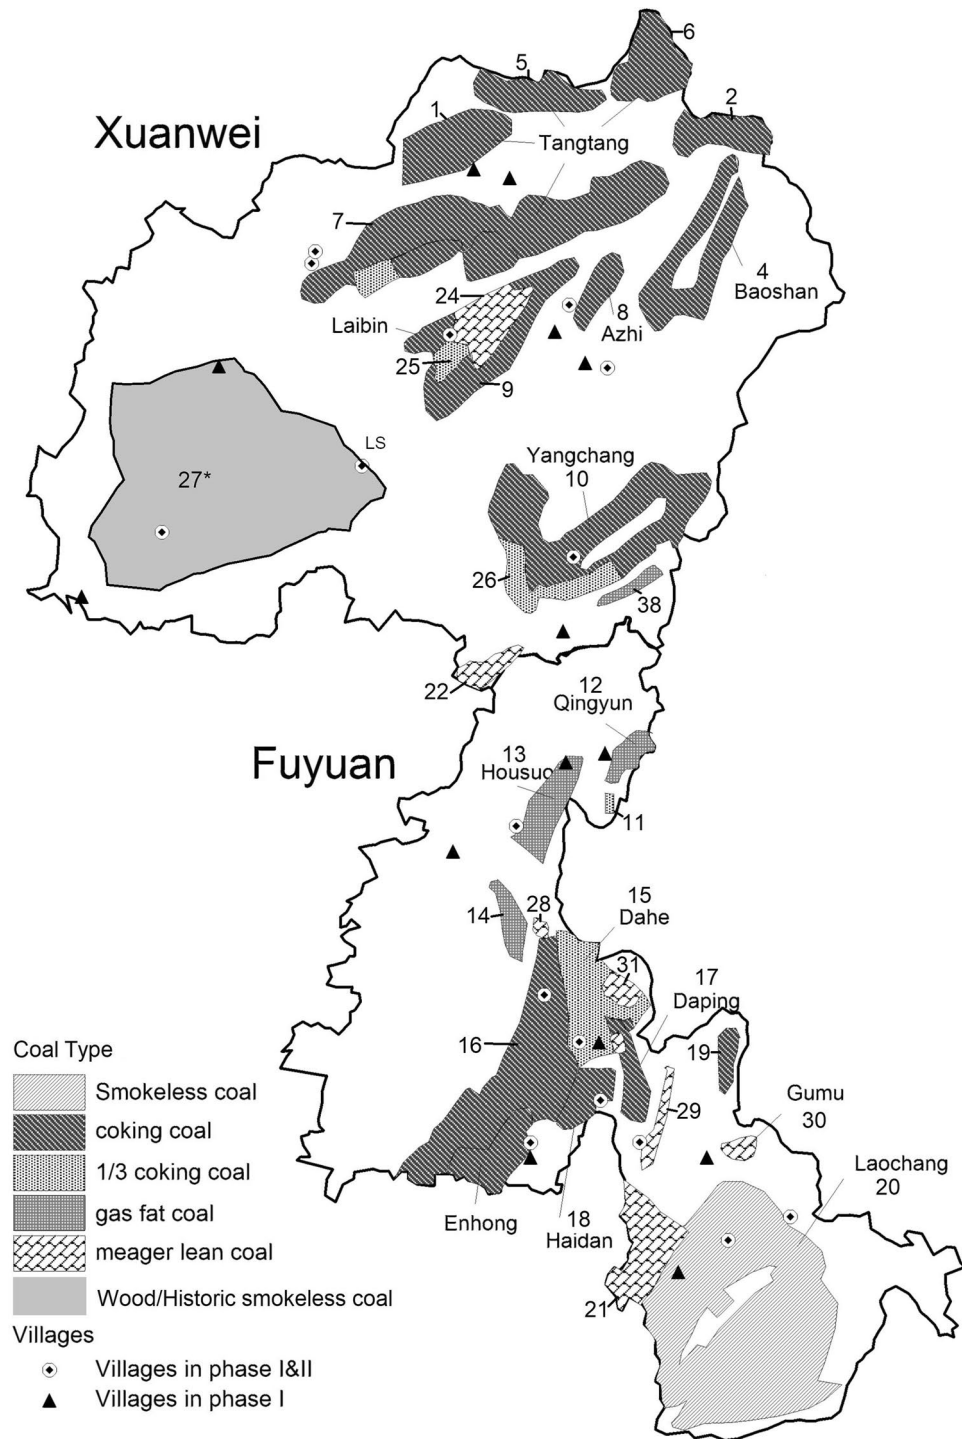 6
5
2
1
Xuanwei
Tangtang
7
4
Baoshan
24
8
Azhi
Laibin
25
9
LS
27*
Yangchang
10
26
38
22
12
Qingyun
Fuyuan
13
Housuo
11
15
Dahe
14
28
31
17
Daping
16
19
29
Gumu
30
Laochang
20
Enhong
18
Haidan
21
Coal Type
Smokeless coal
coking coal
1/3 coking coal
gas fat coal
meager lean coal
Wood/Historic smokeless coal
Villages
Villages in phase I&II
Villages in phase I